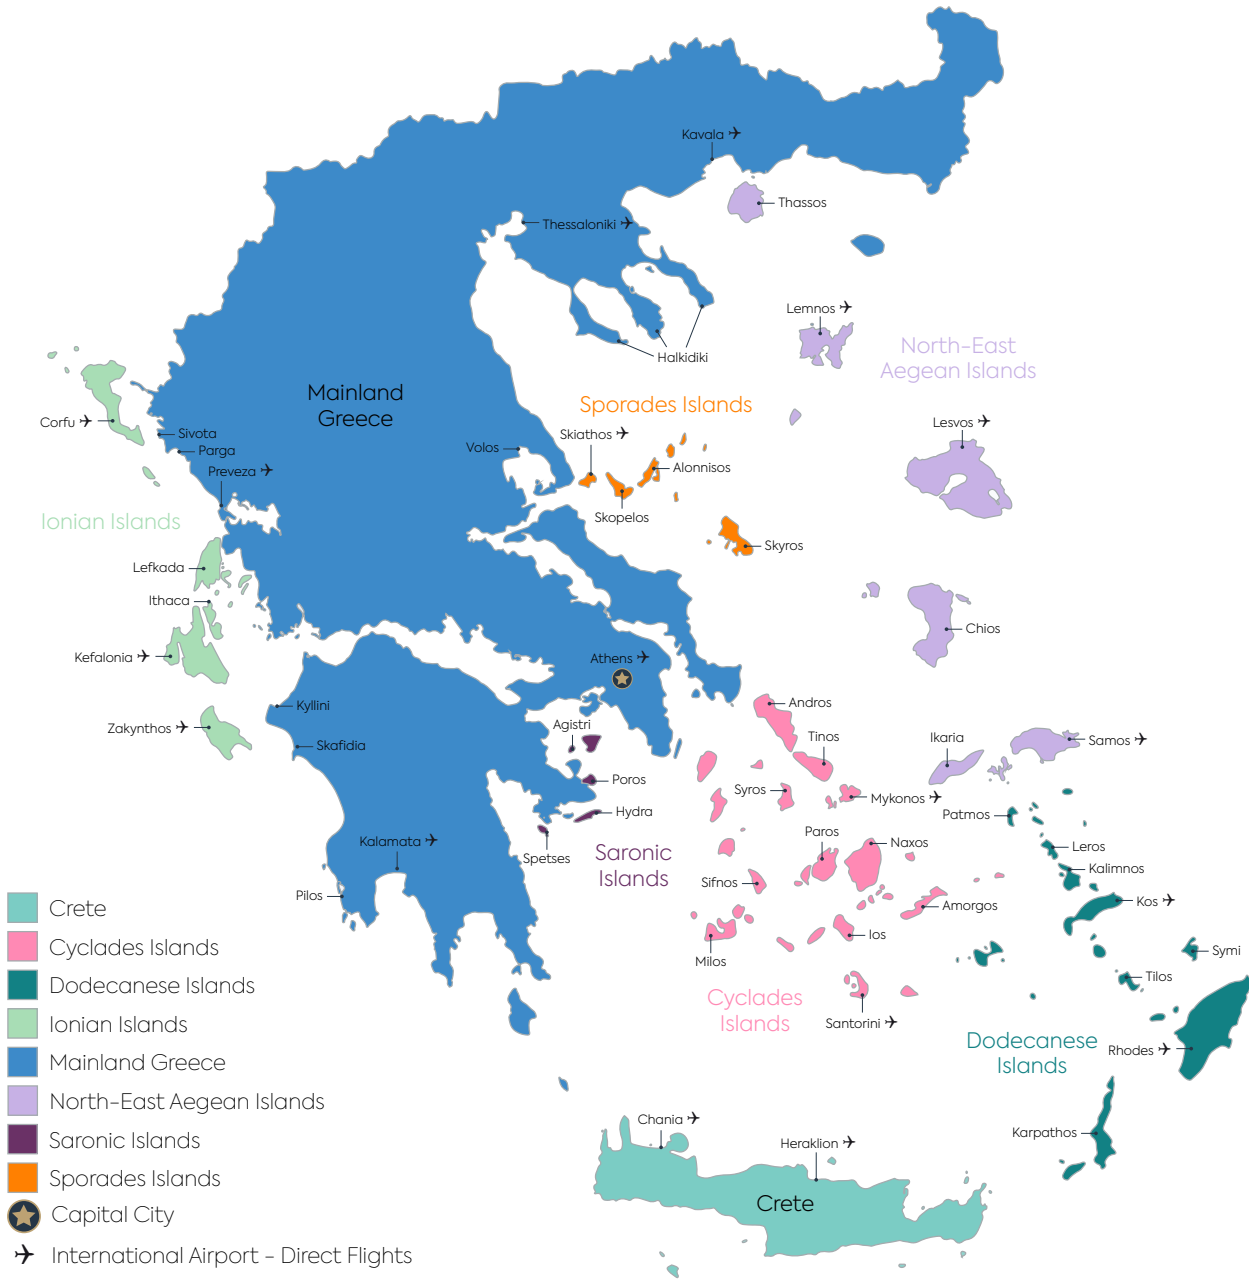 Kavala
Thassos
Thessaloniki
Lemnos
North-East
Aegean Islands
Halkidiki
Mainland
Greece
Sporades Islands
Corfu
Sivota
Skiathos
Lesvos
Parga
Volos
Alonnisos
Preveza
Skopelos
Ionian Islands
Skyros
Lefkada
Ithaca
Chios
Kefalonia
Athens
Kyllini
Andros
Zakynthos
Agistri
Skafidia
Tinos
Ikaria
Samos
Poros
Syros
Mykonos
Hydra
Patmos
Kalimnos
Kalamata
Spetses
Saronic
Islands
Paros
Naxos
Leros
Pilos
Sifnos
Amorgos
Kos
Ios
Milos
Symi
Tilos
Cyclades
Islands
Santorini
Dodecanese
Islands
Rhodes
Chania
Heraklion
Karpathos
Crete
Crete
Cyclades Islands
Dodecanese Islands
Ionian Islands
Mainland Greece
North-East Aegean Islands
Saronic Islands
Sporades Islands
Capital City
International Airport - Direct Flights